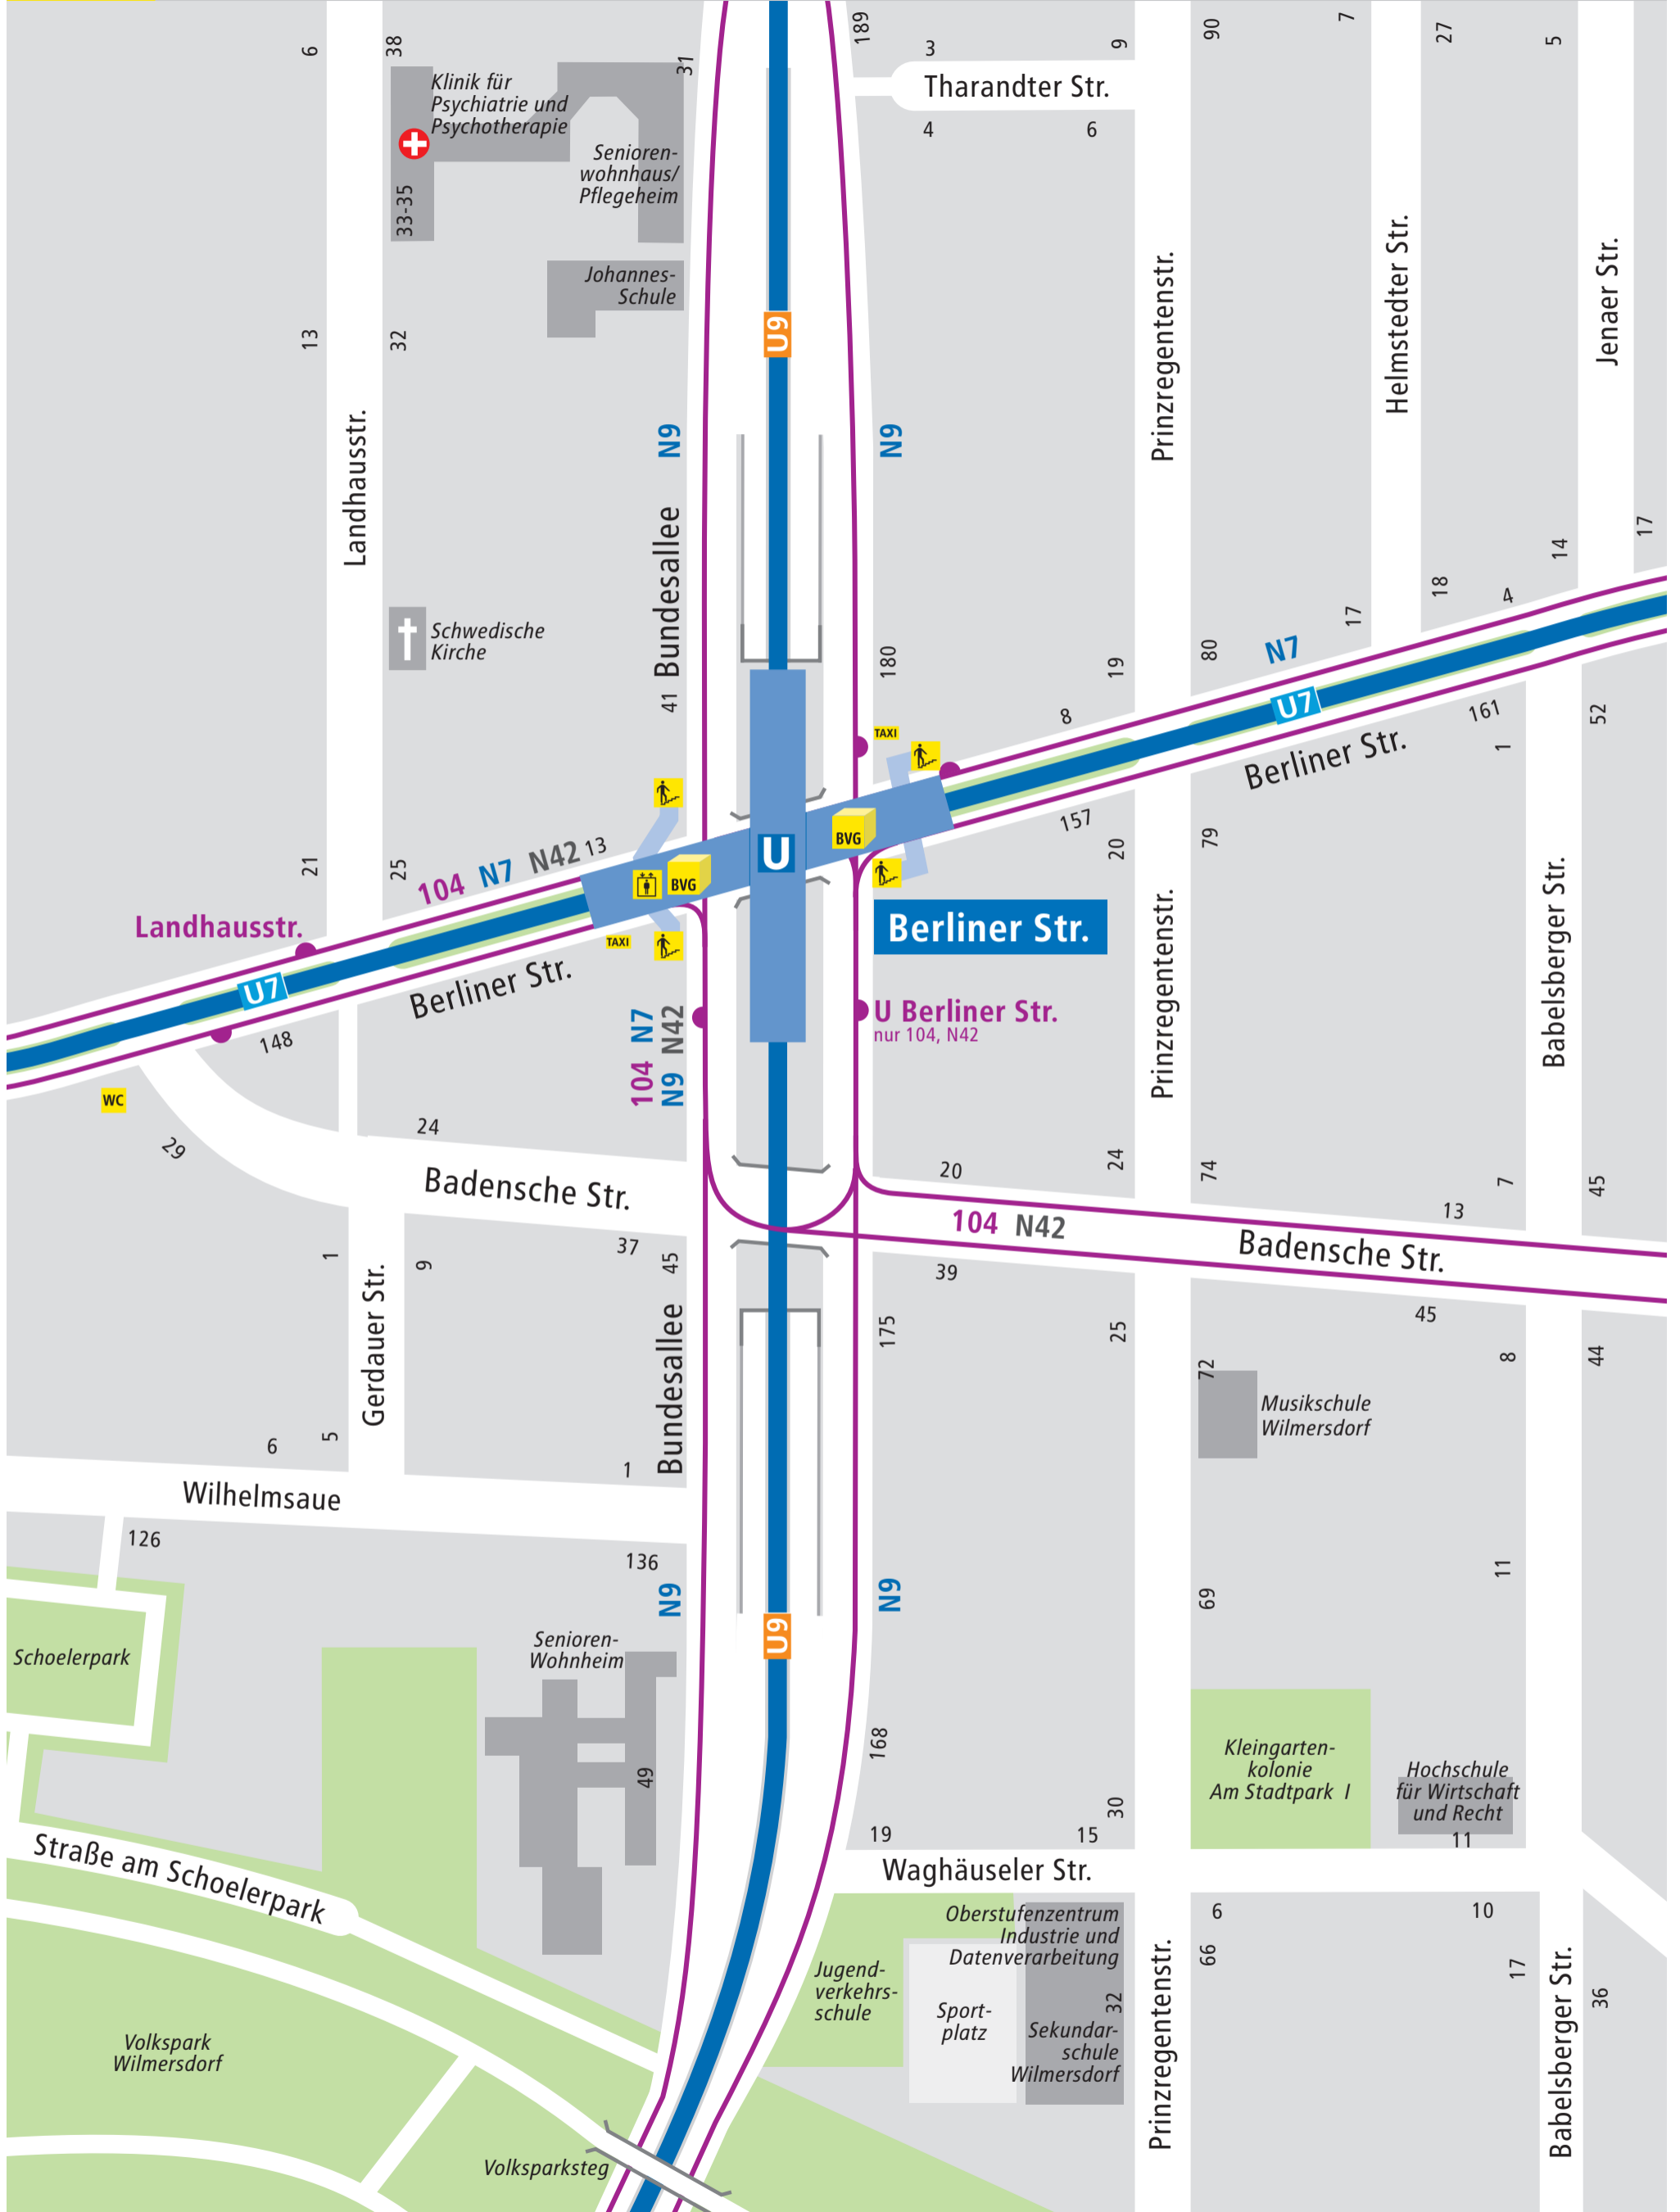 6
38
31
189
3
9
90
7
27
5
Klinik für
Psychiatrie und
Psychotherapie
Tharandter Str.
4
6
Senioren-
wohnhaus/
Pflegeheim
33-35
Johannes-
Schule
13
32
U9
Prinzregentenstr.
Helmstedter Str.
Jenaer Str.
Landhausstr.
N9
N9
Bundesallee
17
14
18
4
17
Schwedische
Kirche
41
180
19
80
N7
U7
161
52
1
8
TAXI
Berliner Str.
157
20
79
13
21
25
104 N7 N42
BVG
U
BVG
Landhausstr.
TAXI
Berliner Str.
Prinzregentenstr.
Babelsberger Str.
U7
Berliner Str.
148
104 N7
N9 N42
U Berliner Str.
nur 104, N42
WC
29
24
Badensche Str.
20
24
74
7
45
13
104 N42
Badensche Str.
37
45
39
45
1
9
Gerdauer Str.
Bundesallee
175
25
72
8
44
Musikschule
Wilmersdorf
6
5
1
Wilhelmsaue
126
136
N9
N9
69
11
U9
Schoelerpark
Senioren-
Wohnheim
49
168
Kleingarten-
kolonie
Am Stadtpark I
Hochschule
für Wirtschaft
und Recht
11
19
15
30
Straße am Schoelerpark
Waghäuseler Str.
Oberstufenzentrum
Industrie und
Datenverarbeitung
6
10
66
17
36
Jugend-
verkehrs-
schule
Sport-
platz
32
Sekundar-
schule
Wilmersdorf
Prinzregentenstr.
Babelsberger Str.
Volkspark
Wilmersdorf
Volksparksteg